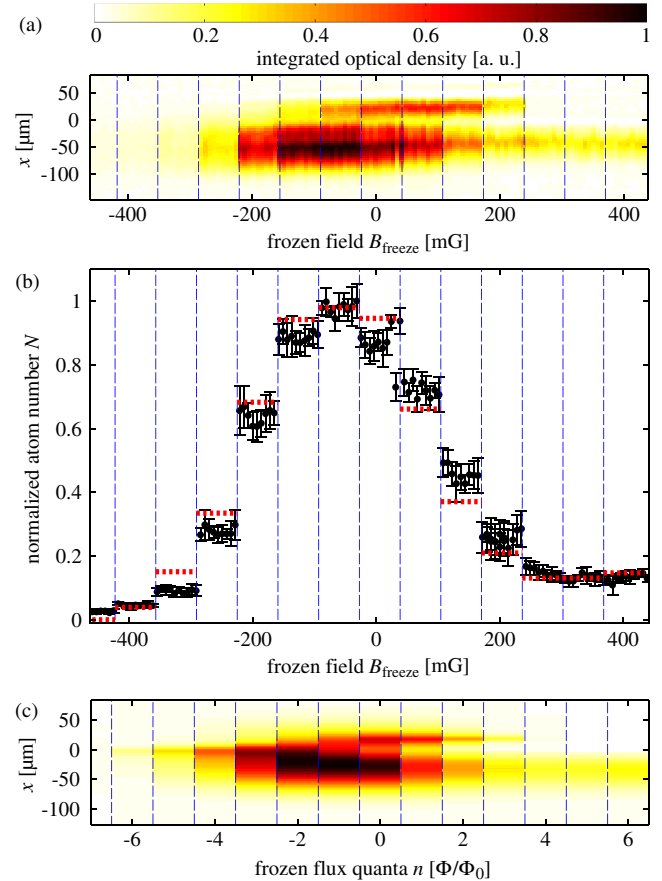 (a)
0 0.2 0.4 0.6 0.8 1
integrated optical density [a. u.]
50
0
-50
-100
x [µm]
-400 -200 0 200 400
frozen field B_freeze [mG]
(b)
1
0.8
0.6
0.4
0.2
0
normalized atom number N
-400 -200 0 200 400
frozen field B_freeze [mG]
(c)
50
0
-50
-100
x [µm]
-6 -4 -2 0 2 4 6
frozen flux quanta n [Φ/Φ₀]